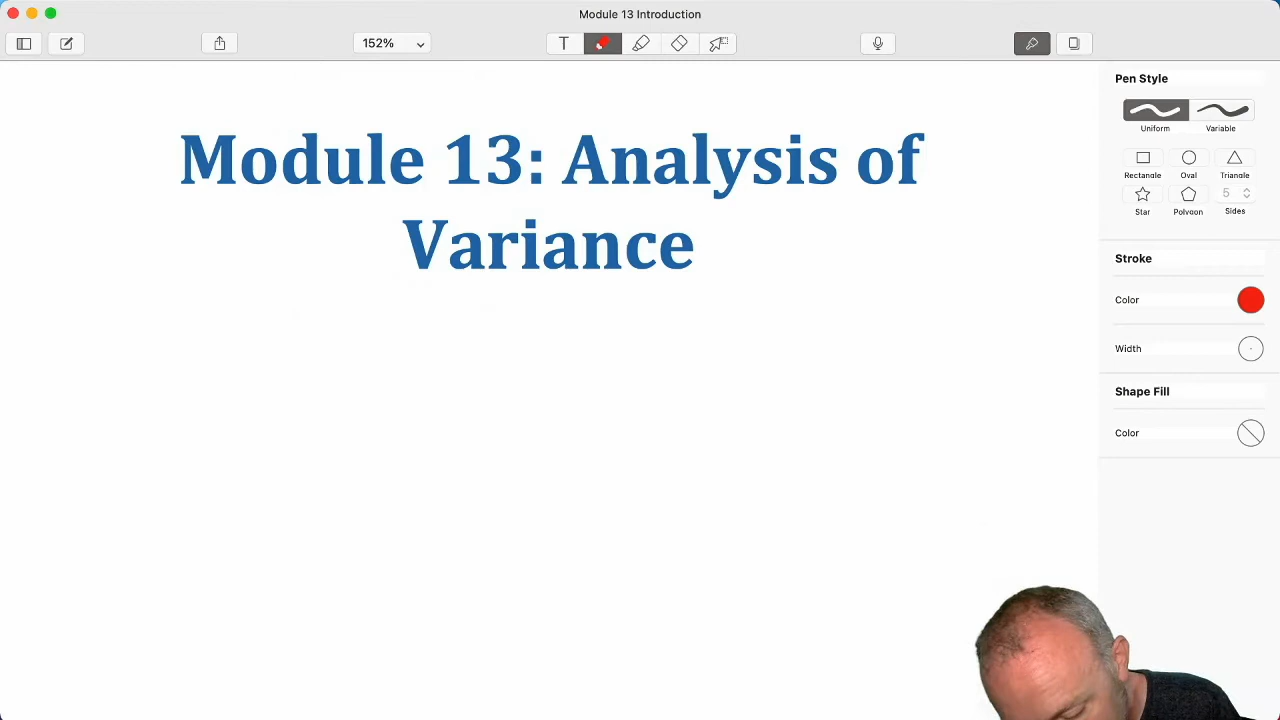 Module 13 Introduction
152%
T
Module 13: Analysis of
Variance
Pen Style
Uniform
Variable
Rectangle
Oval
Triangle
Star
Polygon
5
Sides
Stroke
Color
Width
Shape Fill
Color